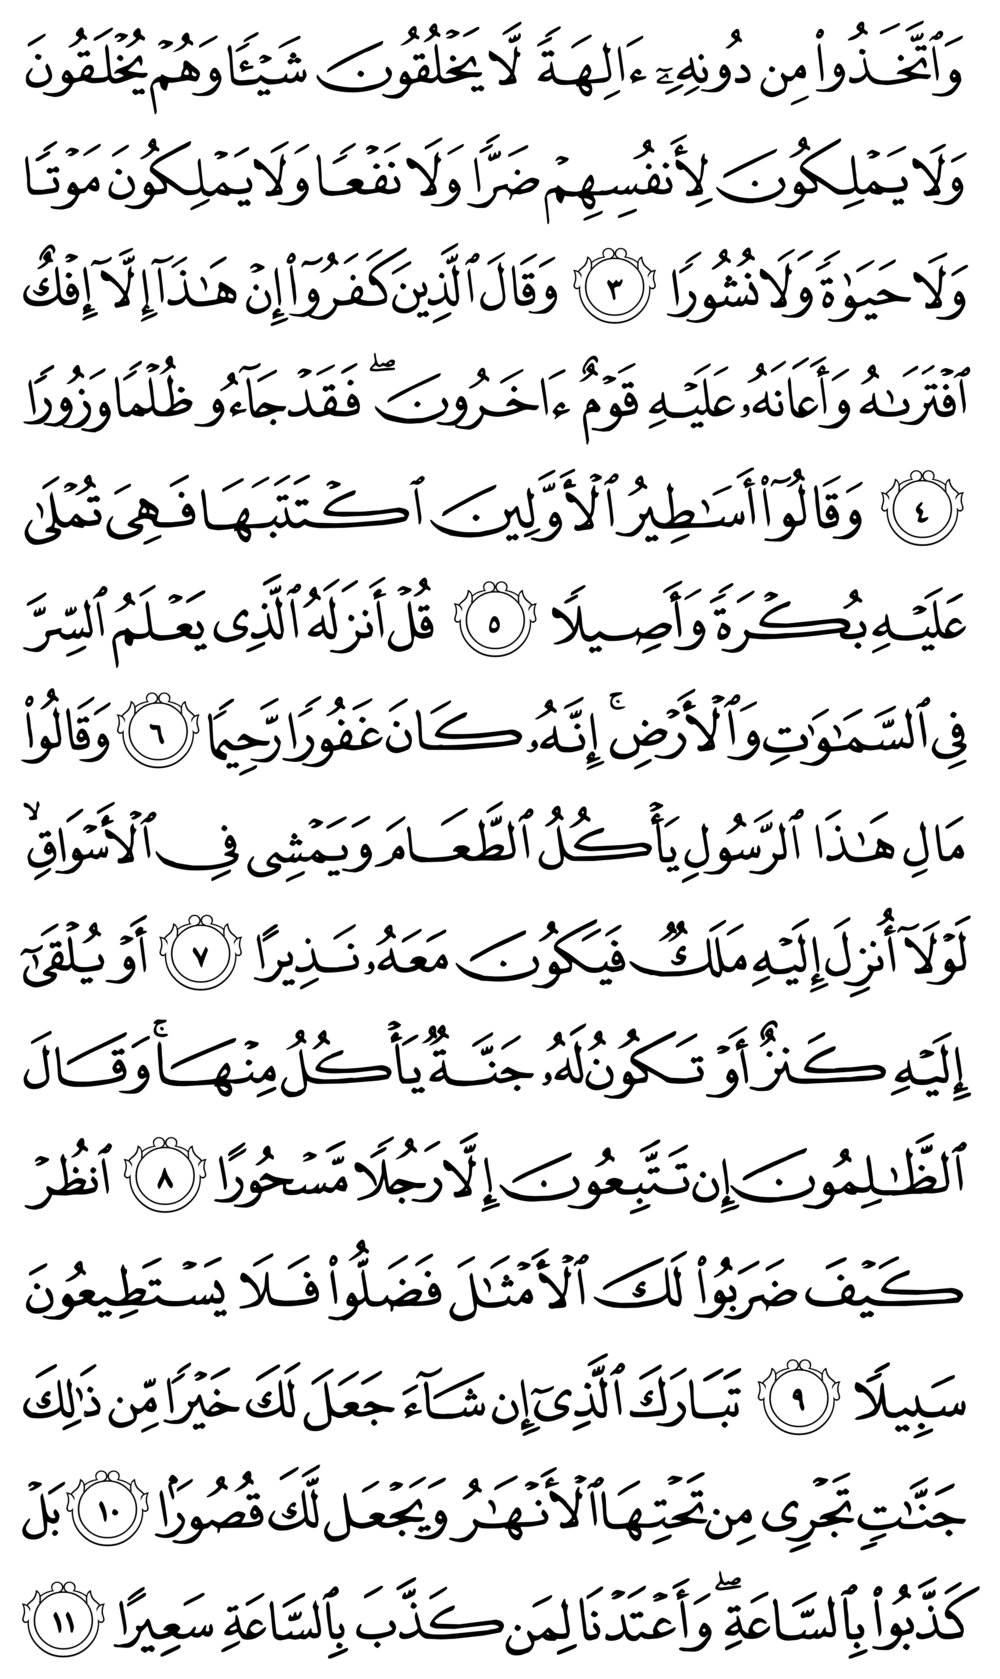 وَٱتَّخَذُوا۟ مِن دُونِهِۦٓ ءَالِهَةً لَّا يَخْلُقُونَ شَيْـًٔا وَهُمْ يُخْلَقُونَ
وَلَا يَمْلِكُونَ لِأَنفُسِهِمْ ضَرًّا وَلَا نَفْعًا وَلَا يَمْلِكُونَ مَوْتًا
وَلَا حَيَوٰةً وَلَا نُشُورًا ٣ وَقَالَ ٱلَّذِينَ كَفَرُوٓا۟ إِنْ هَـٰذَآ إِلَّآ إِفْكٌ
ٱفْتَرَىٰهُ وَأَعَانَهُۥ عَلَيْهِ قَوْمٌ ءَاخَرُونَ ۖ فَقَدْ جَآءُو ظُلْمًا وَزُورًا
٤ وَقَالُوٓا۟ أَسَـٰطِيرُ ٱلْأَوَّلِينَ ٱكْتَتَبَهَا فَهِىَ تُمْلَىٰ
عَلَيْهِ بُكْرَةً وَأَصِيلًا ٥ قُلْ أَنزَلَهُ ٱلَّذِى يَعْلَمُ ٱلسِّرَّ
فِى ٱلسَّمَـٰوَٰتِ وَٱلْأَرْضِ ۚ إِنَّهُۥ كَانَ غَفُورًا رَّحِيمًا ٦ وَقَالُوا۟
مَالِ هَـٰذَا ٱلرَّسُولِ يَأْكُلُ ٱلطَّعَامَ وَيَمْشِى فِى ٱلْأَسْوَاقِ ۙ
لَوْلَآ أُنزِلَ إِلَيْهِ مَلَكٌ فَيَكُونَ مَعَهُۥ نَذِيرًا ٧ أَوْ يُلْقَىٰٓ
إِلَيْهِ كَنزٌ أَوْ تَكُونُ لَهُۥ جَنَّةٌ يَأْكُلُ مِنْهَا ۚ وَقَالَ
ٱلظَّـٰلِمُونَ إِن تَتَّبِعُونَ إِلَّا رَجُلًا مَّسْحُورًا ٨ ٱنظُرْ
كَيْفَ ضَرَبُوا۟ لَكَ ٱلْأَمْثَـٰلَ فَضَلُّوا۟ فَلَا يَسْتَطِيعُونَ
سَبِيلًا ٩ تَبَارَكَ ٱلَّذِىٓ إِن شَآءَ جَعَلَ لَكَ خَيْرًا مِّن ذَٰلِكَ
جَنَّـٰتٍ تَجْرِى مِن تَحْتِهَا ٱلْأَنْهَـٰرُ وَيَجْعَل لَّكَ قُصُورًۢا ١٠ بَلْ
كَذَّبُوا۟ بِٱلسَّاعَةِ ۖ وَأَعْتَدْنَا لِمَن كَذَّبَ بِٱلسَّاعَةِ سَعِيرًا ١١